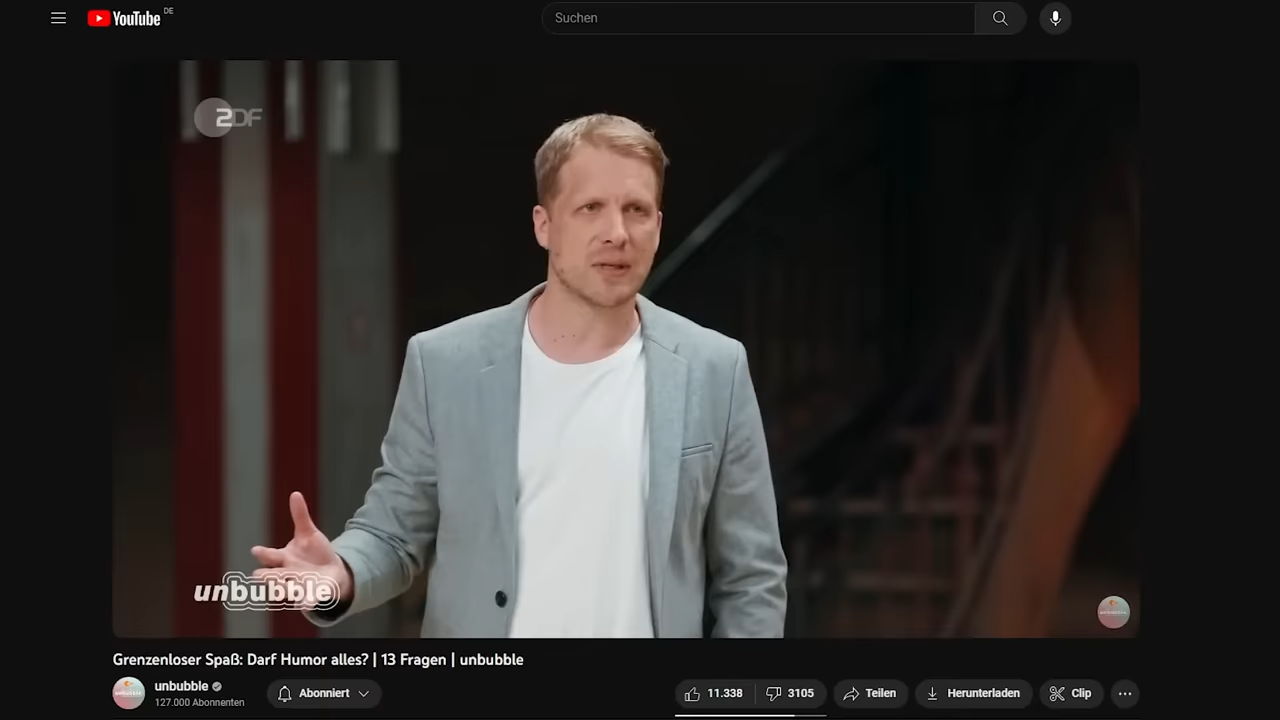 YouTube DE
Suchen
ZDF
unbubble
Grenzenloser Spaß: Darf Humor alles? | 13 Fragen | unbubble
unbubble
127.000 Abonnenten
Abonniert
11.338
3105
Teilen
Herunterladen
Clip